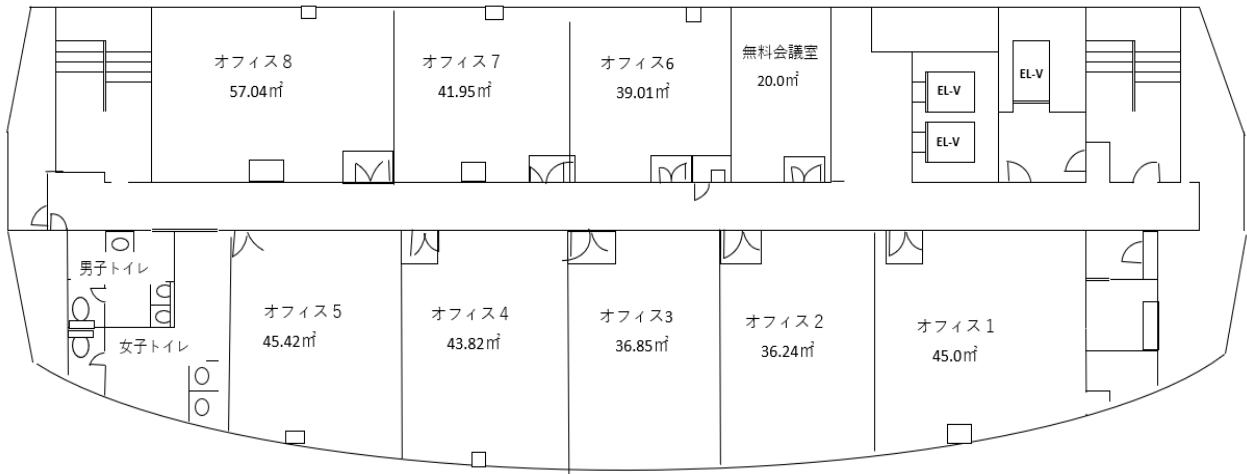 オフィス８
57.04㎡
オフィス７
41.95㎡
オフィス6
39.01㎡
無料会議室
20.0㎡
EL-V
EL-V
EL-V
男子トイレ
女子トイレ
オフィス５
45.42㎡
オフィス４
43.82㎡
オフィス3
36.85㎡
オフィス２
36.24㎡
オフィス１
45.0㎡